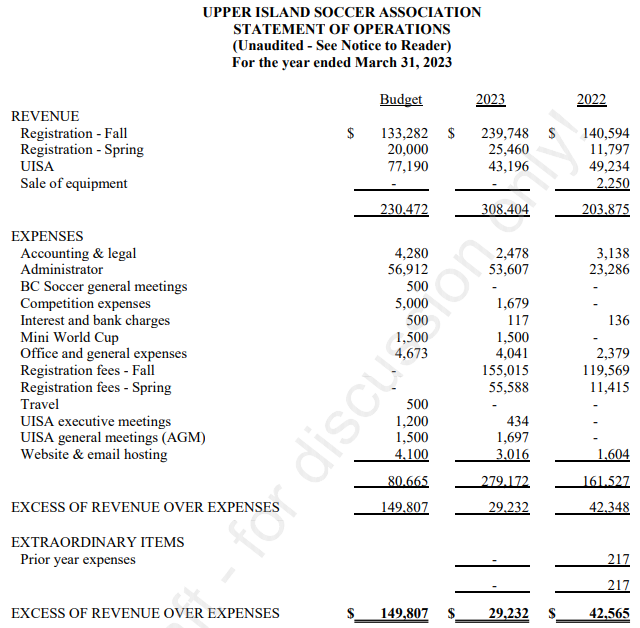 UPPER ISLAND SOCCER ASSOCIATION
STATEMENT OF OPERATIONS
(Unaudited - See Notice to Reader)
For the year ended March 31, 2023
Budget 2023 2022
REVENUE
Registration - Fall $ 133,282 $ 239,748 $ 140,594
Registration - Spring 20,000 25,460 11,797
UISA 77,190 43,196 49,234
Sale of equipment - - 2,250
230,472 308,404 203,875
EXPENSES
Accounting & legal 4,280 2,478 3,138
Administrator 56,912 53,607 23,286
BC Soccer general meetings 500 - -
Competition expenses 5,000 1,679 -
Interest and bank charges 500 117 136
Mini World Cup 1,500 1,500 -
Office and general expenses 4,673 4,041 2,379
Registration fees - Fall - 155,015 119,569
Registration fees - Spring - 55,588 11,415
Travel 500 - -
UISA executive meetings 1,200 434 -
UISA general meetings (AGM) 1,500 1,697 -
Website & email hosting 4,100 3,016 1,604
80,665 279,172 161,527
EXCESS OF REVENUE OVER EXPENSES 149,807 29,232 42,348
EXTRAORDINARY ITEMS
Prior year expenses - 217
- 217
EXCESS OF REVENUE OVER EXPENSES $ 149,807 $ 29,232 $ 42,565
ft - for discussion only!